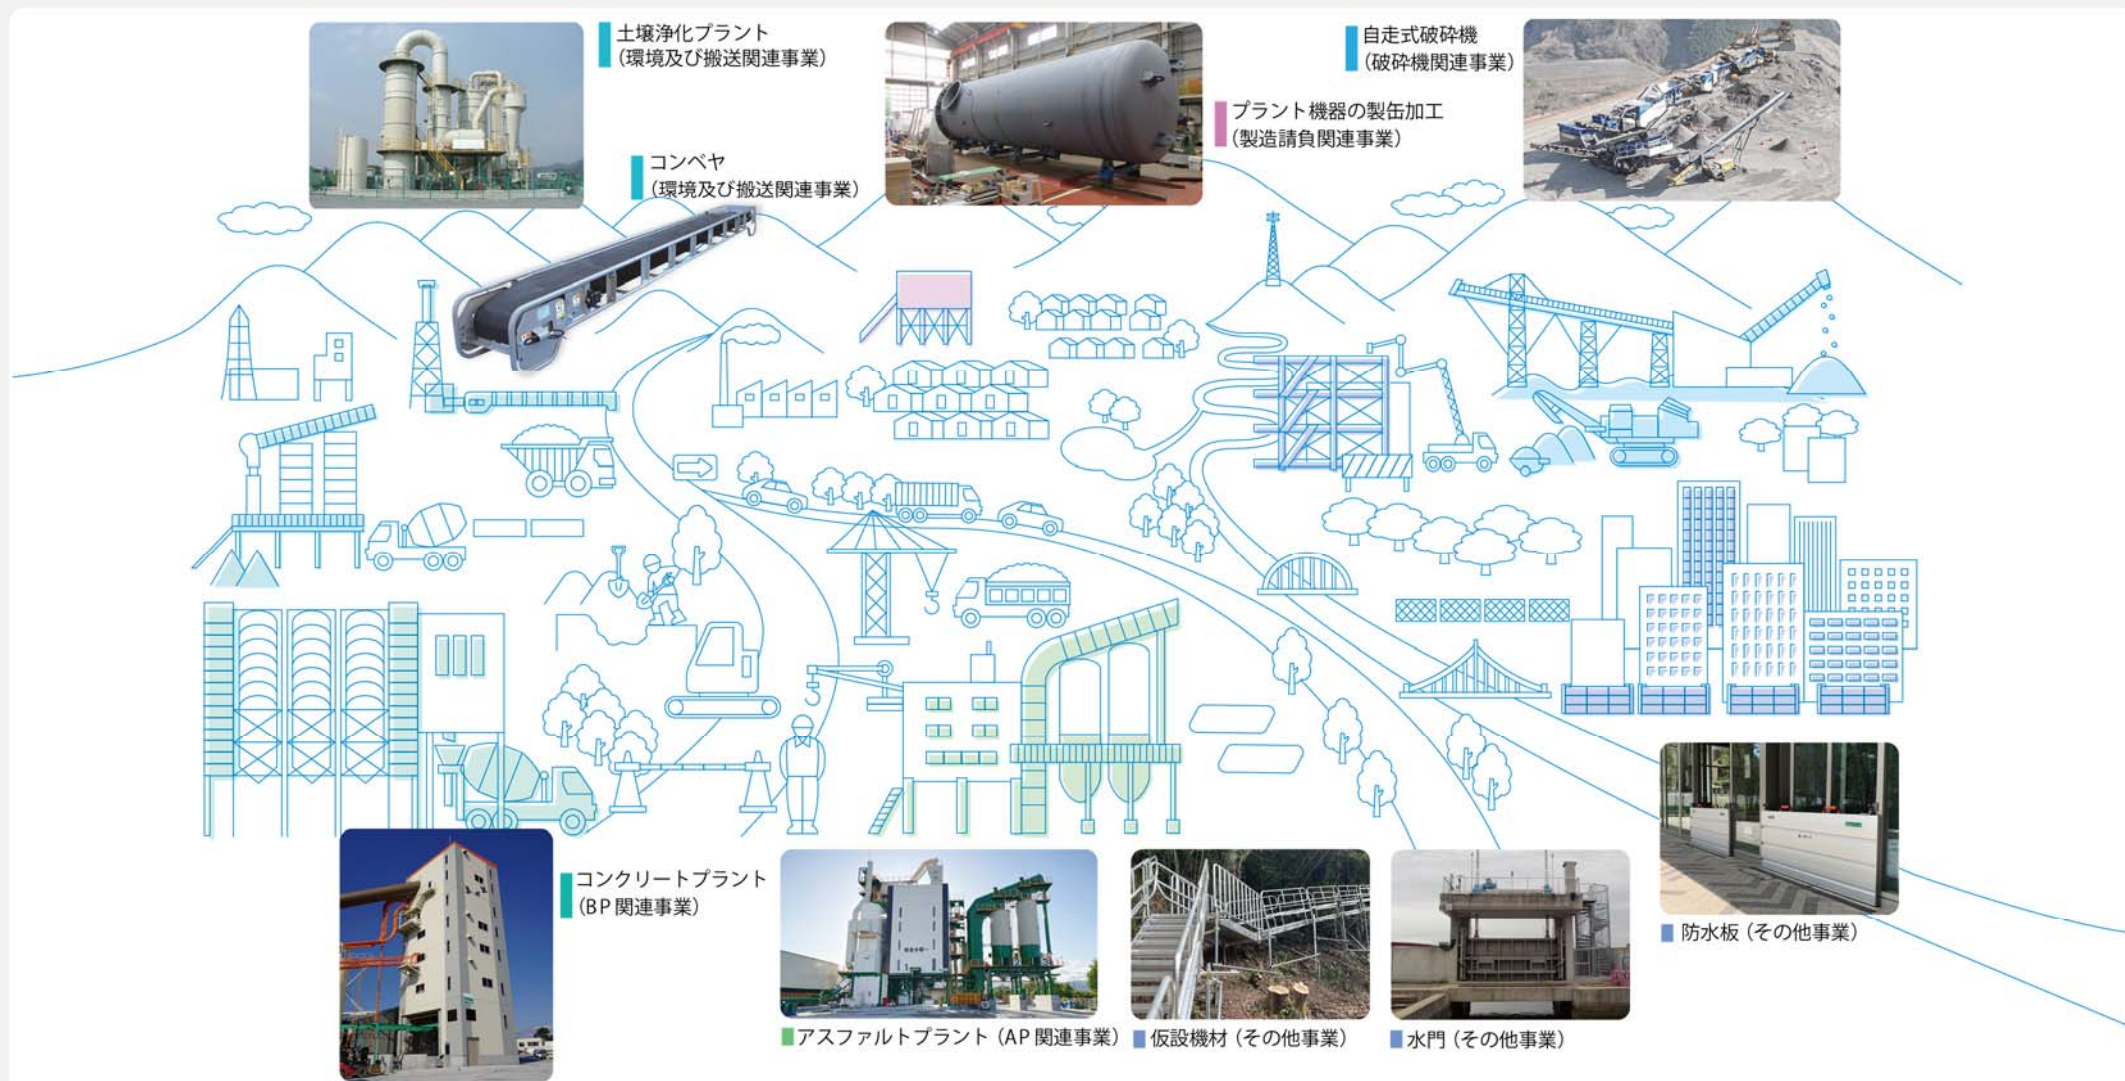 土壌浄化プラント
（環境及び搬送関連事業）
コンベヤ
（環境及び搬送関連事業）
プラント機器の製缶加工
（製造請負関連事業）
自走式破砕機
（破砕機関連事業）
コンクリートプラント
（BP関連事業）
アスファルトプラント（AP関連事業）
仮設機材（その他事業）
水門（その他事業）
防水板（その他事業）